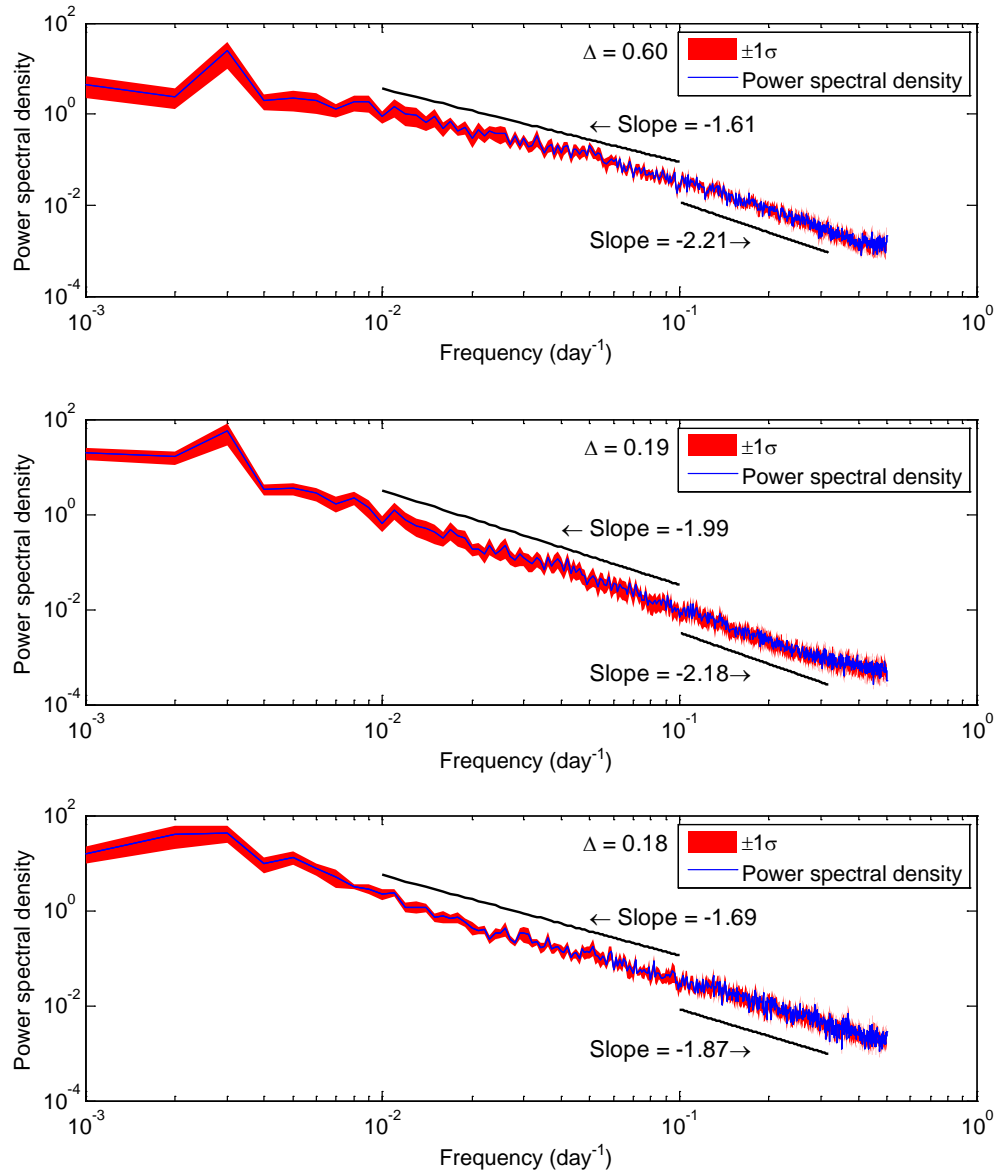 10^2
10^0
10^-2
10^-4
Power spectral density
Δ = 0.60
±1σ
Power spectral density
← Slope = -1.61
Slope = -2.21→
10^-3
10^-2
10^-1
10^0
Frequency (day^-1)
10^2
10^0
10^-2
10^-4
Power spectral density
Δ = 0.19
±1σ
Power spectral density
← Slope = -1.99
Slope = -2.18→
10^-3
10^-2
10^-1
10^0
Frequency (day^-1)
10^2
10^0
10^-2
10^-4
Power spectral density
Δ = 0.18
±1σ
Power spectral density
← Slope = -1.69
Slope = -1.87→
10^-3
10^-2
10^-1
10^0
Frequency (day^-1)